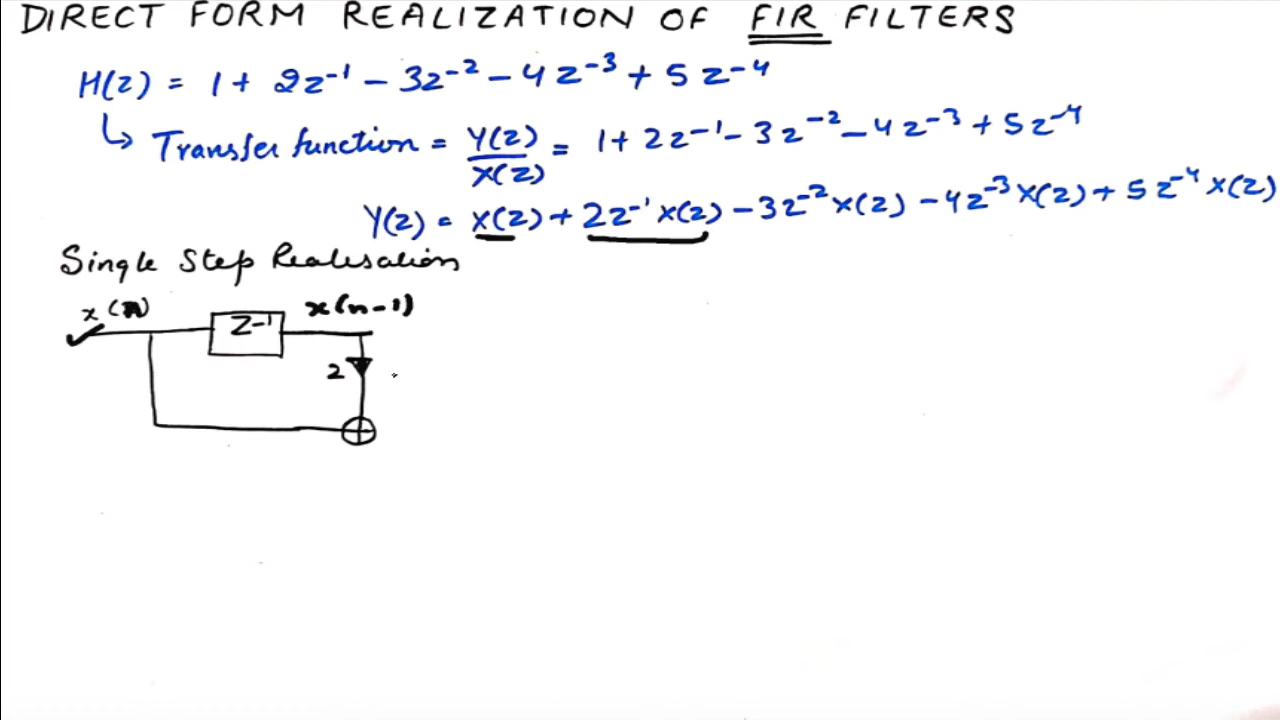 DIRECT FORM REALIZATION OF FIR FILTERS
H(z) = 1 + 2z⁻¹ − 3z⁻² − 4z⁻³ + 5z⁻⁴
↳ Transfer function = Y(z)/X(z) = 1 + 2z⁻¹ − 3z⁻² − 4z⁻³ + 5z⁻⁴
Y(z) = X(z) + 2z⁻¹X(z) − 3z⁻²X(z) − 4z⁻³X(z) + 5z⁻⁴X(z)
Single Step Realisation
x(n) z⁻¹ x(n-1)
2